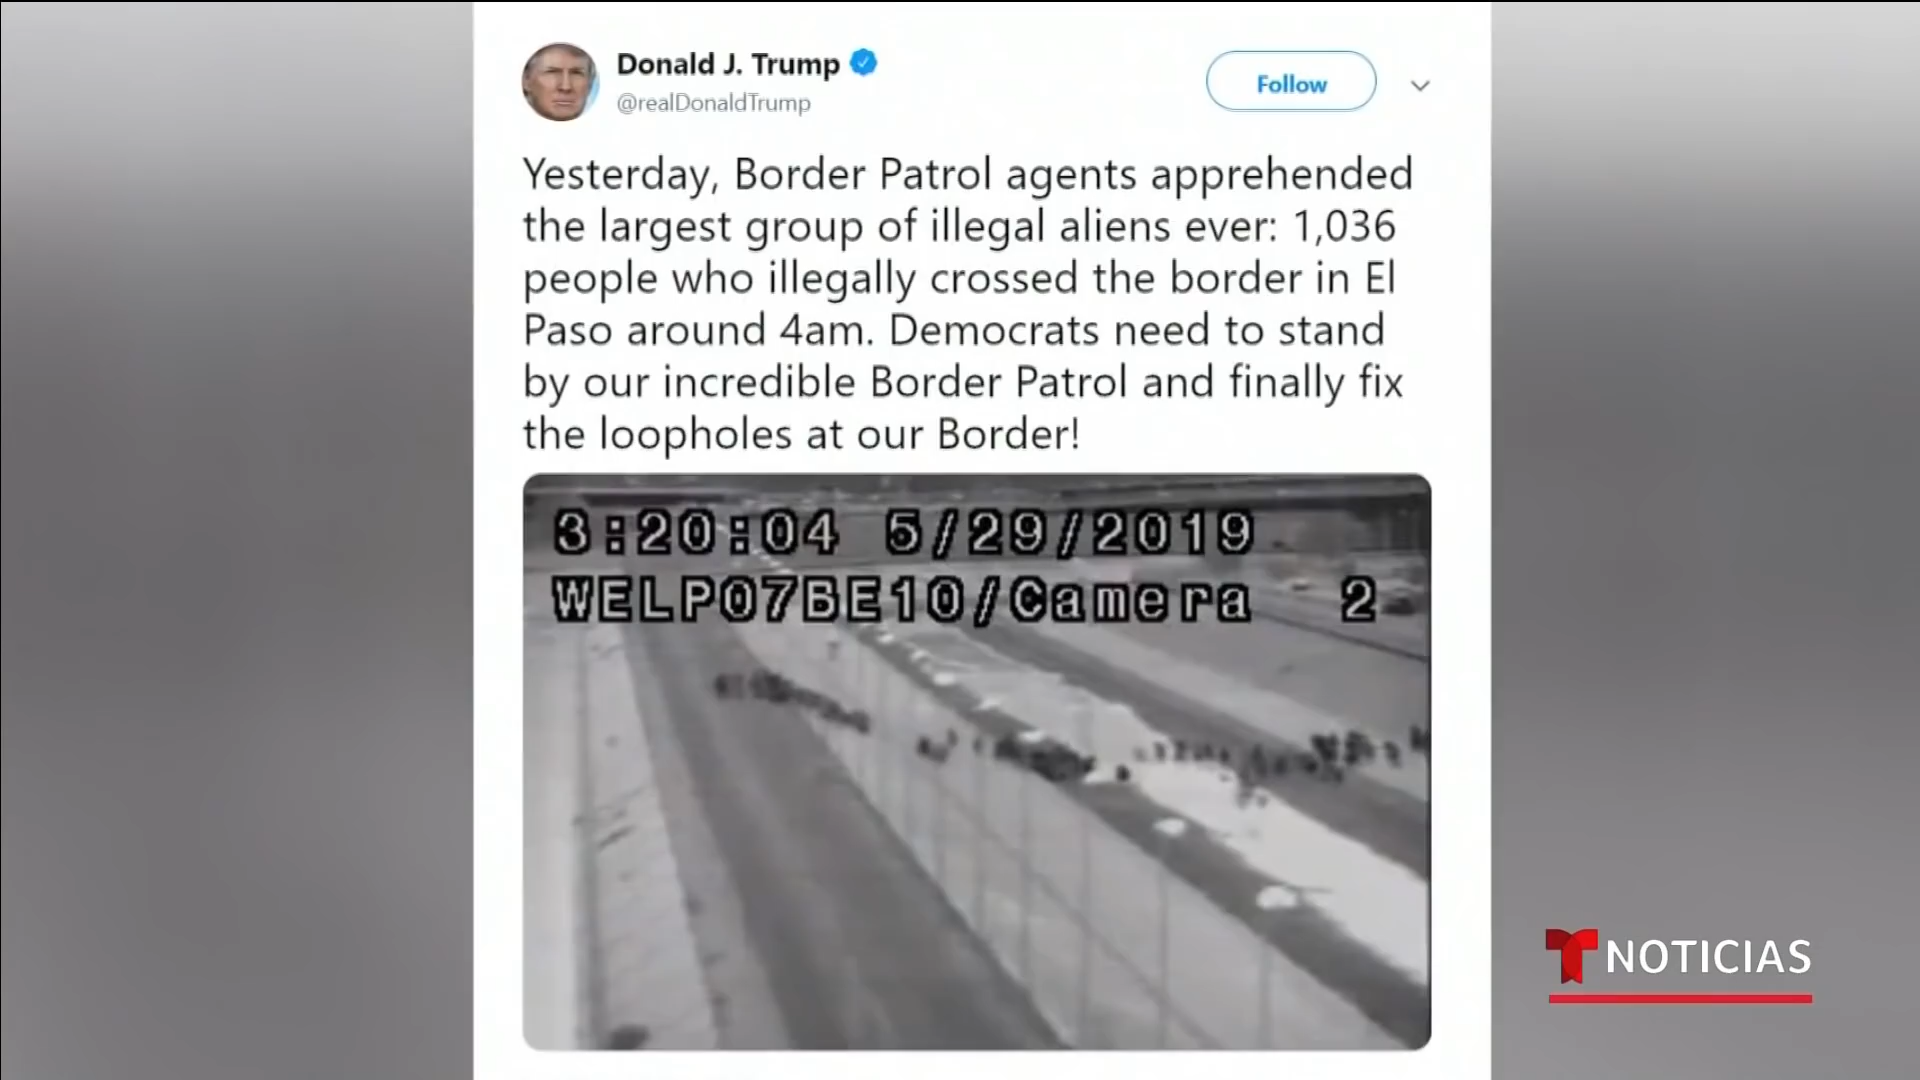 Donald J. Trump
@realDonaldTrump
Follow
Yesterday, Border Patrol agents apprehended
the largest group of illegal aliens ever: 1,036
people who illegally crossed the border in El
Paso around 4am. Democrats need to stand
by our incredible Border Patrol and finally fix
the loopholes at our Border!
3:20:04 5/29/2019
WELP07BE10/Camera 2
NOTICIAS